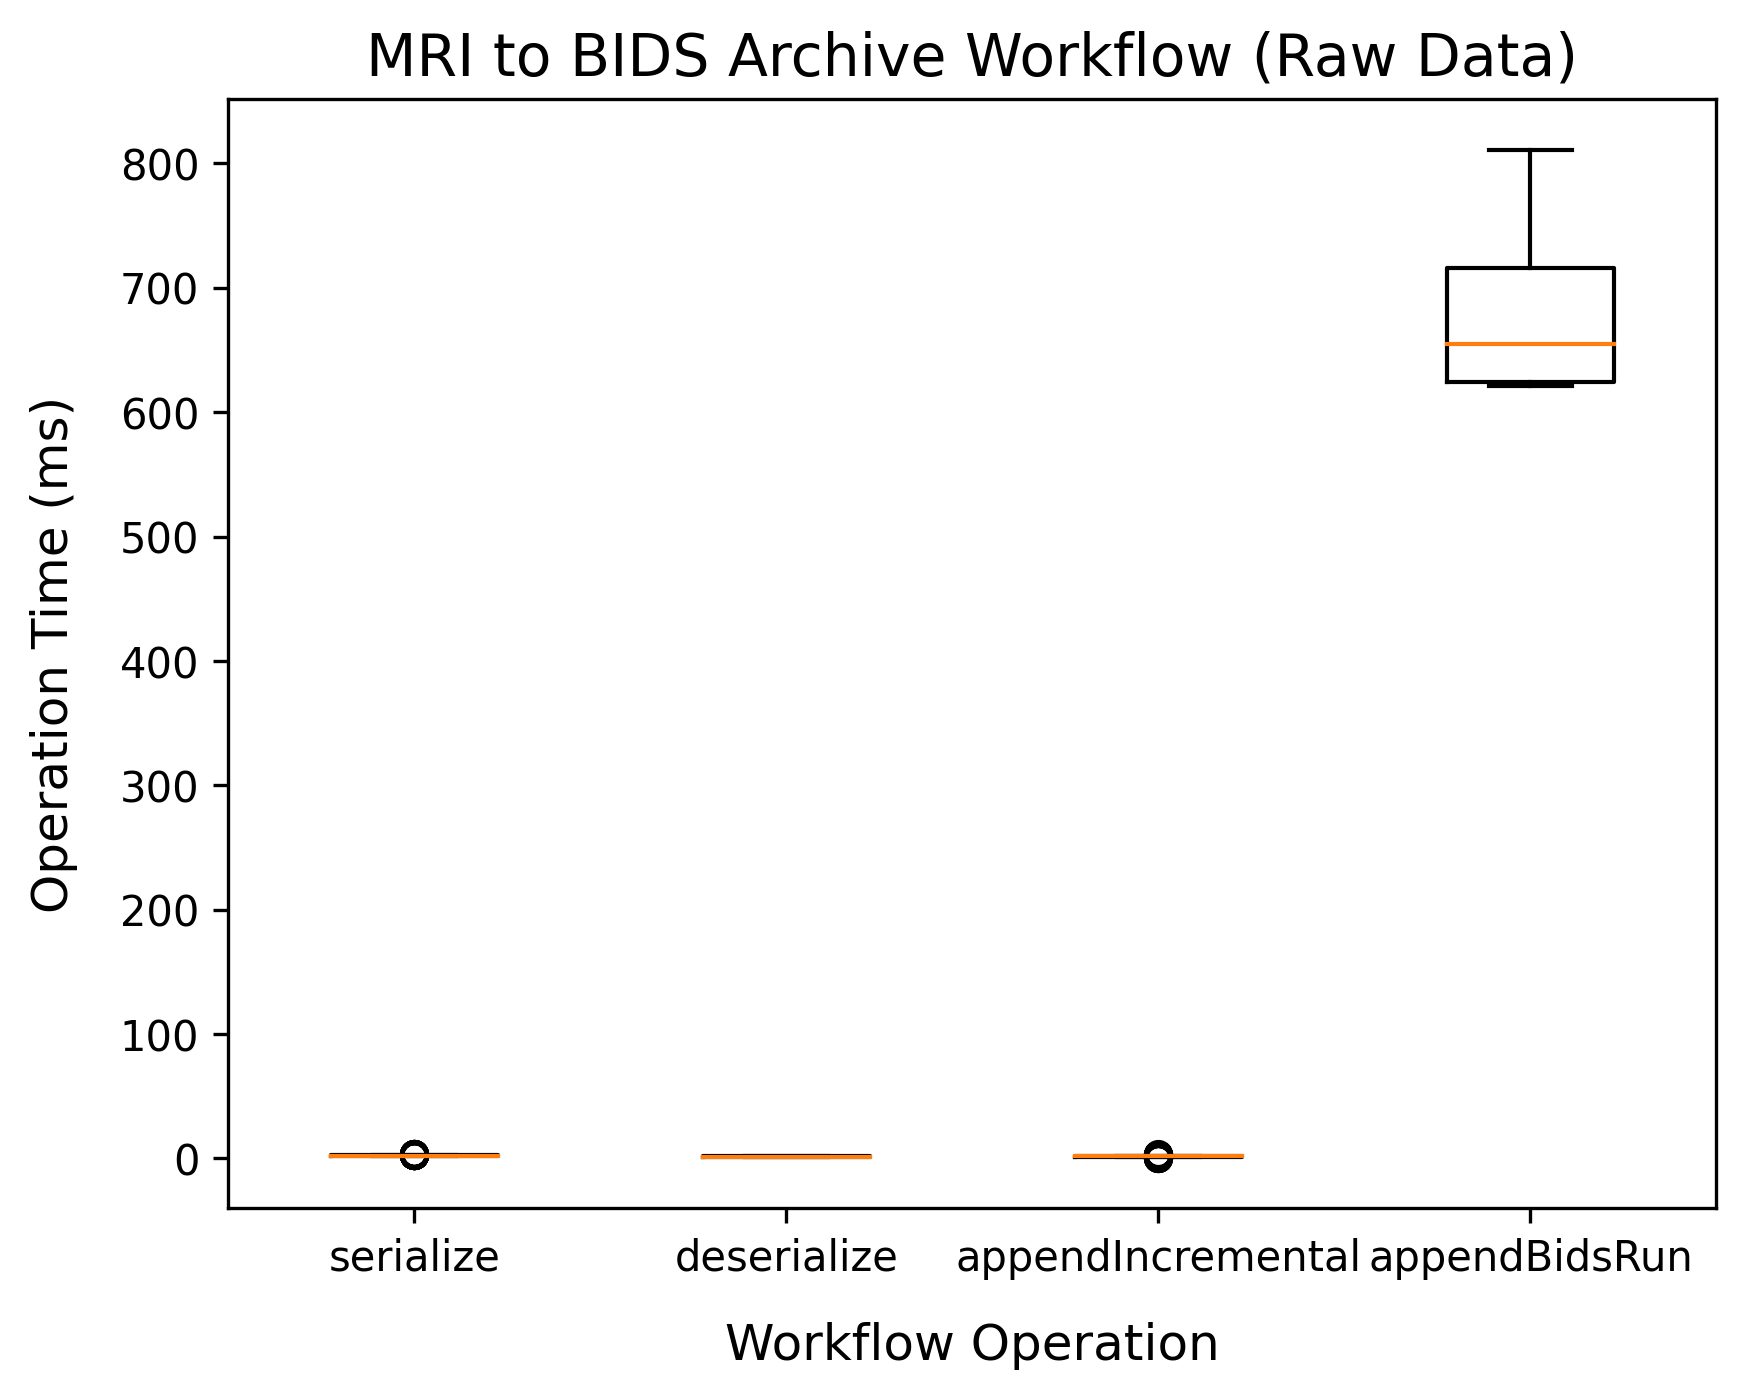 MRI to BIDS Archive Workflow (Raw Data)
800
700
600
500
400
300
200
100
0
Operation Time (ms)
serialize deserialize appendIncremental appendBidsRun
Workflow Operation